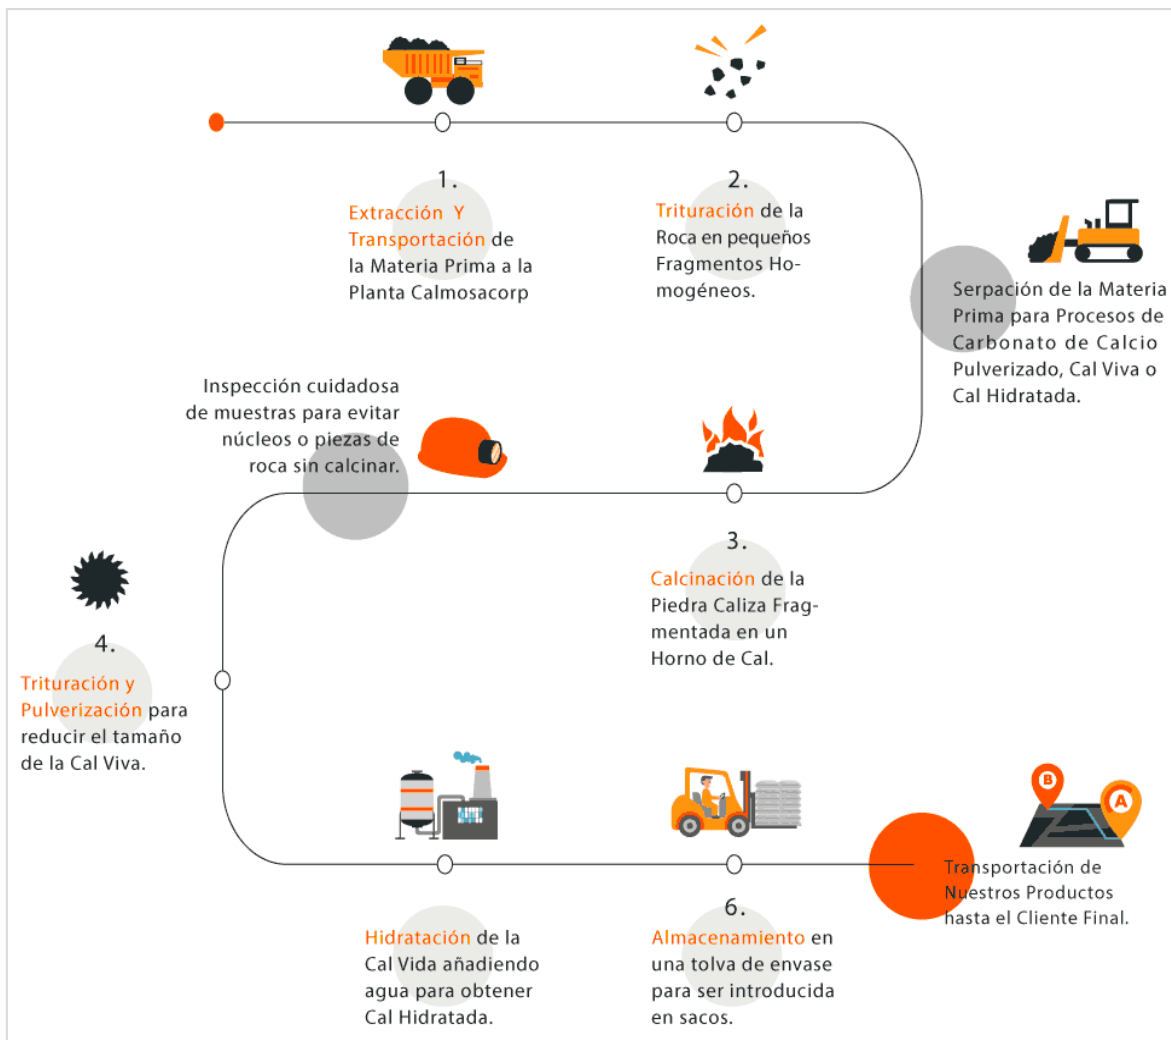 1.
Extracción Y
Transportación de
la Materia Prima a la
Planta Calmosacorp
2.
Trituración de la
Roca en pequeños
Fragmentos Ho-
mogéneos.
Serpación de la Materia
Prima para Procesos de
Carbonato de Calcio
Pulverizado, Cal Viva o
Cal Hidratada.
3.
Calcinación de la
Piedra Caliza Frag-
mentada en un
Horno de Cal.
Inspección cuidadosa
de muestras para evitar
núcleos o piezas de
roca sin calcinar.
4.
Trituración y
Pulverización para
reducir el tamaño
de la Cal Viva.
Hidratación de la
Cal Vida añadiendo
agua para obtener
Cal Hidratada.
6.
Almacenamiento en
una tolva de envase
para ser introducida
en sacos.
B
A
Transportación de
Nuestros Productos
hasta el Cliente Final.